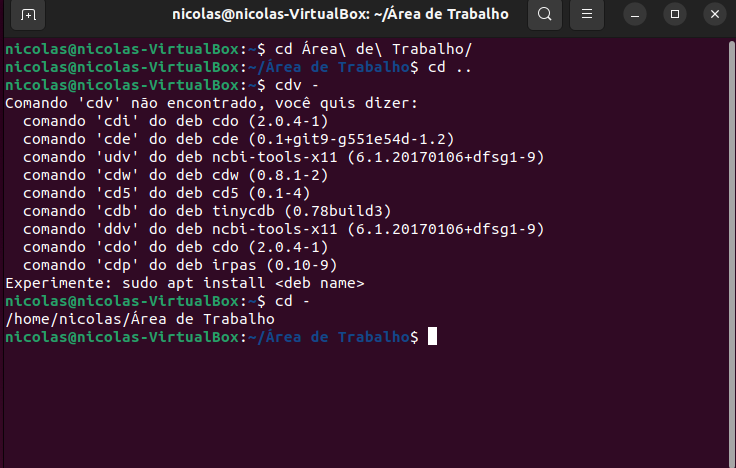 nicolas@nicolas-VirtualBox: ~/Área de Trabalho
nicolas@nicolas-VirtualBox:~$ cd Área\ de\ Trabalho/
nicolas@nicolas-VirtualBox:~/Área de Trabalho$ cd ..
nicolas@nicolas-VirtualBox:~$ cdv -
Comando 'cdv' não encontrado, você quis dizer:
  comando 'cdi' do deb cdo (2.0.4-1)
  comando 'cde' do deb cde (0.1+git9-g551e54d-1.2)
  comando 'udv' do deb ncbi-tools-x11 (6.1.20170106+dfsg1-9)
  comando 'cdw' do deb cdw (0.8.1-2)
  comando 'cd5' do deb cd5 (0.1-4)
  comando 'cdb' do deb tinycdb (0.78build3)
  comando 'ddv' do deb ncbi-tools-x11 (6.1.20170106+dfsg1-9)
  comando 'cdo' do deb cdo (2.0.4-1)
  comando 'cdp' do deb irpas (0.10-9)
Experimente: sudo apt install <deb name>
nicolas@nicolas-VirtualBox:~$ cd -
/home/nicolas/Área de Trabalho
nicolas@nicolas-VirtualBox:~/Área de Trabalho$